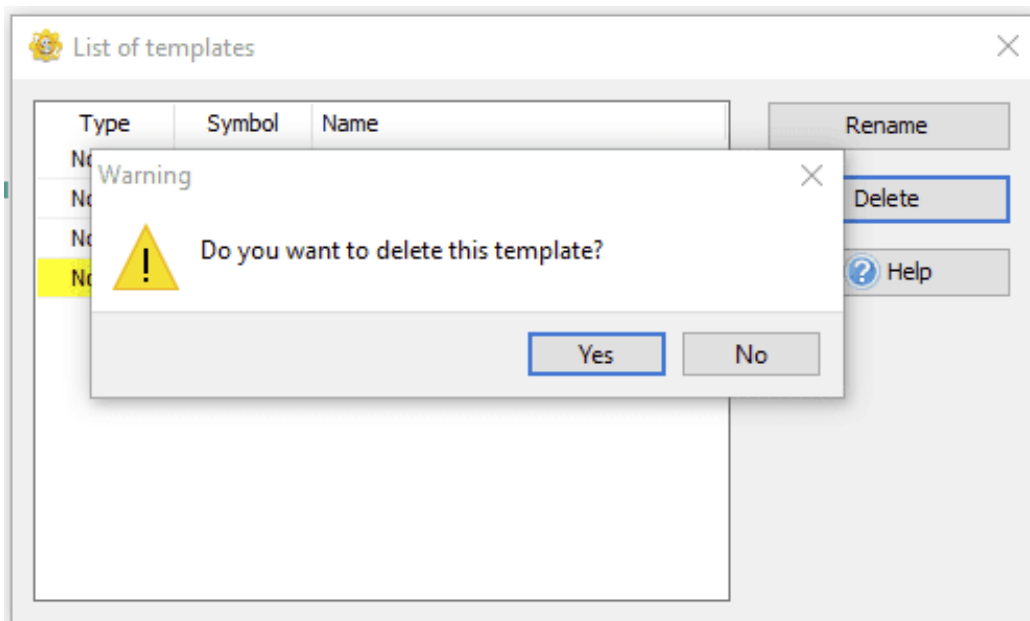 List of templates
Type Symbol Name
Rename
Warning
Delete
Do you want to delete this template?
Help
Yes No